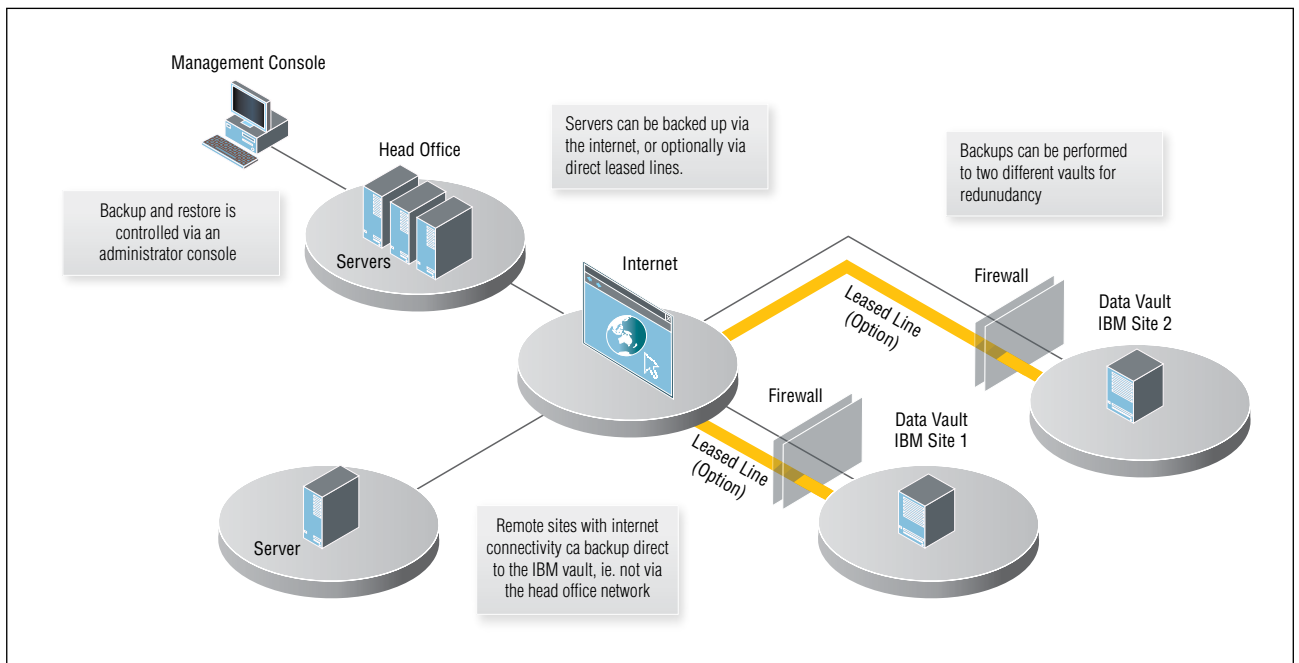 Management Console
Head Office
Servers can be backed up via
the internet, or optionally via
direct leased lines.
Backups can be performed
to two different vaults for
redunudancy
Backup and restore is
controlled via an
administrator console
Servers
Internet
Firewall
Leased Line
(Option)
Data Vault
IBM Site 2
Firewall
Leased Line
(Option)
Data Vault
IBM Site 1
Server
Remote sites with internet
connectivity ca backup direct
to the IBM vault, ie. not via
the head office network